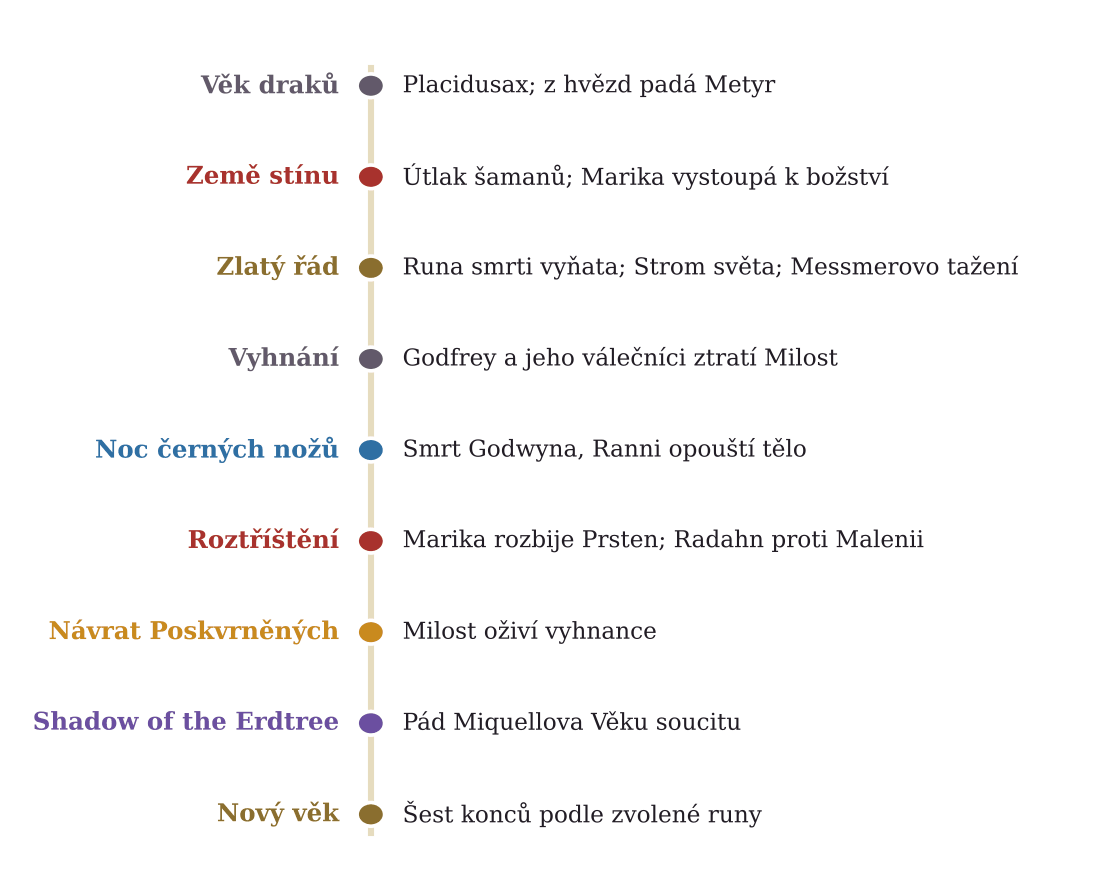 Věk draků Placidusax; z hvězd padá Metyr
Země stínu Útlak šamanů; Marika vystoupá k božství
Zlatý řád Runa smrti vyňata; Strom světa; Messmerovo tažení
Vyhnání Godfrey a jeho válečníci ztratí Milost
Noc černých nožů Smrt Godwyna, Ranni opouští tělo
Roztříštění Marika rozbije Prsten; Radahn proti Malenii
Návrat Poskvrněných Milost oživí vyhnance
Shadow of the Erdtree Pád Miquellova Věku soucitu
Nový věk Šest konců podle zvolené runy